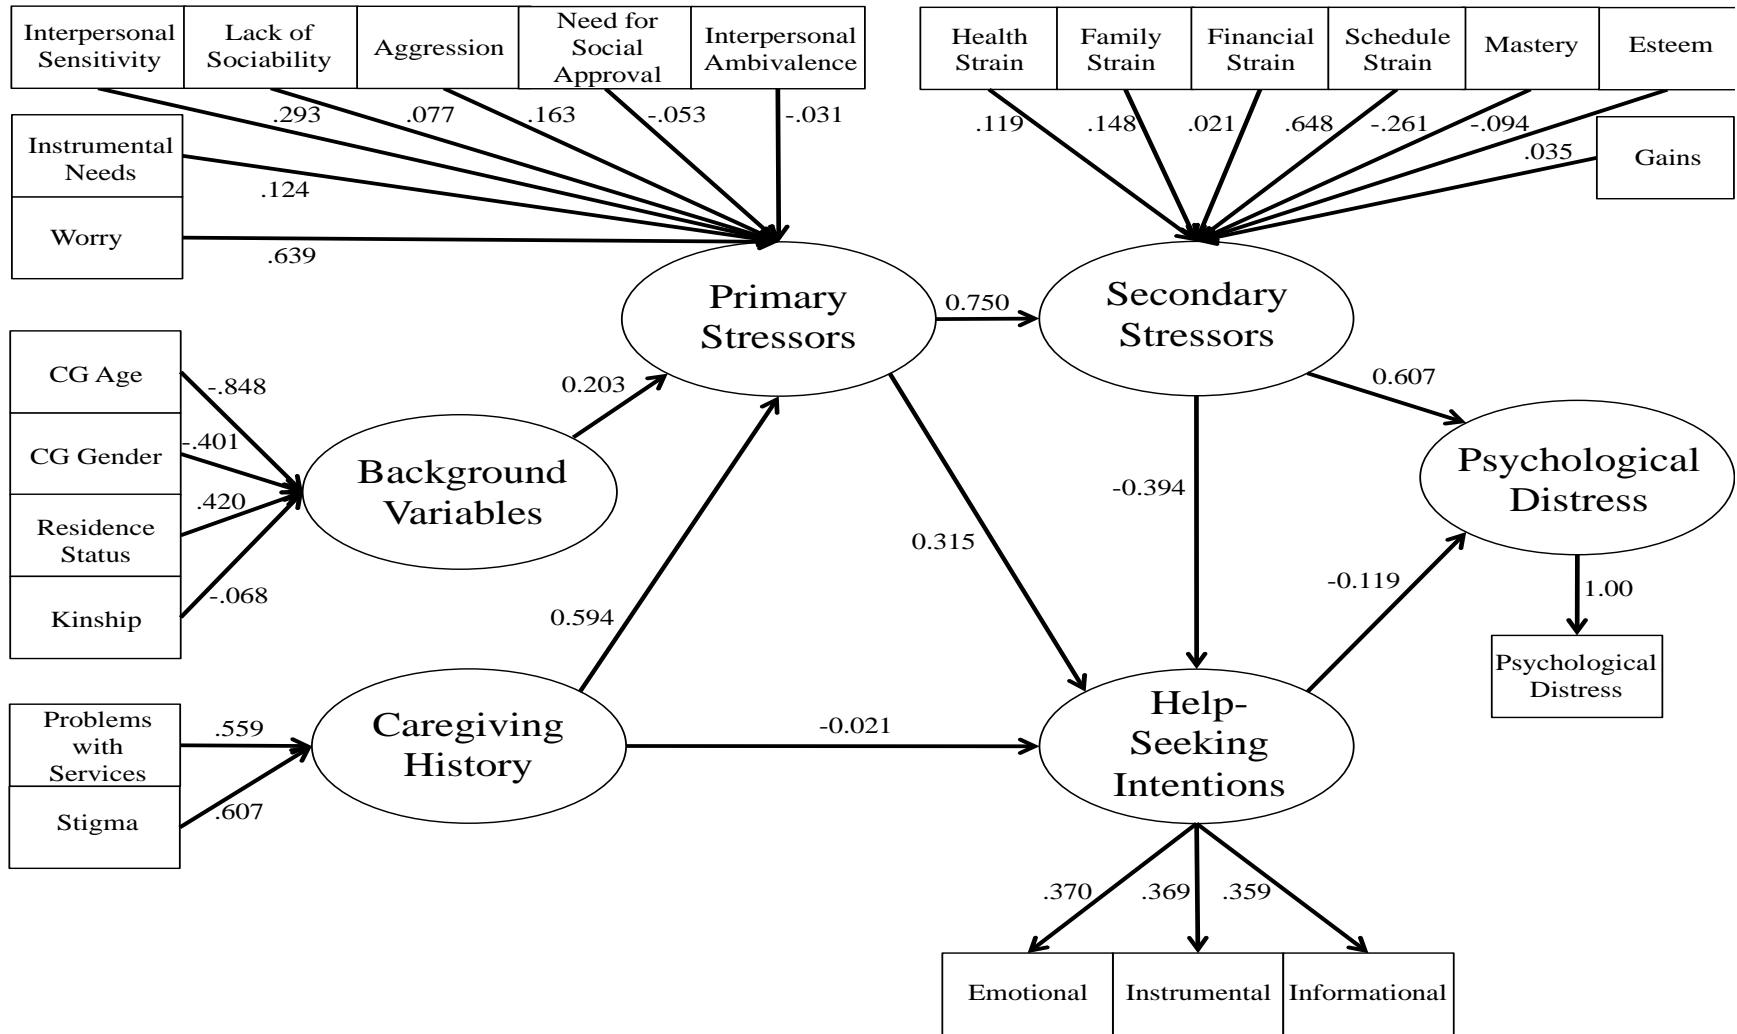 Interpersonal
Sensitivity
Lack of
Sociability
Aggression
Need for
Social
Approval
Interpersonal
Ambivalence
Health
Strain
Family
Strain
Financial
Strain
Schedule
Strain
Mastery
Esteem
.293
.077
.163
-.053
-.031
.119
.148
.021
.648
-.261
-.094
.035
Gains
Instrumental
Needs
.124
Worry
.639
Primary
Stressors
0.750
Secondary
Stressors
CG Age
-.848
CG Gender
-.401
Residence
Status
.420
Kinship
-.068
Background
Variables
0.203
0.607
Psychological
Distress
-0.394
0.315
0.594
-0.119
1.00
Psychological
Distress
Problems
with
Services
.559
Stigma
.607
Caregiving
History
-0.021
Help-
Seeking
Intentions
.370
.369
.359
Emotional
Instrumental
Informational